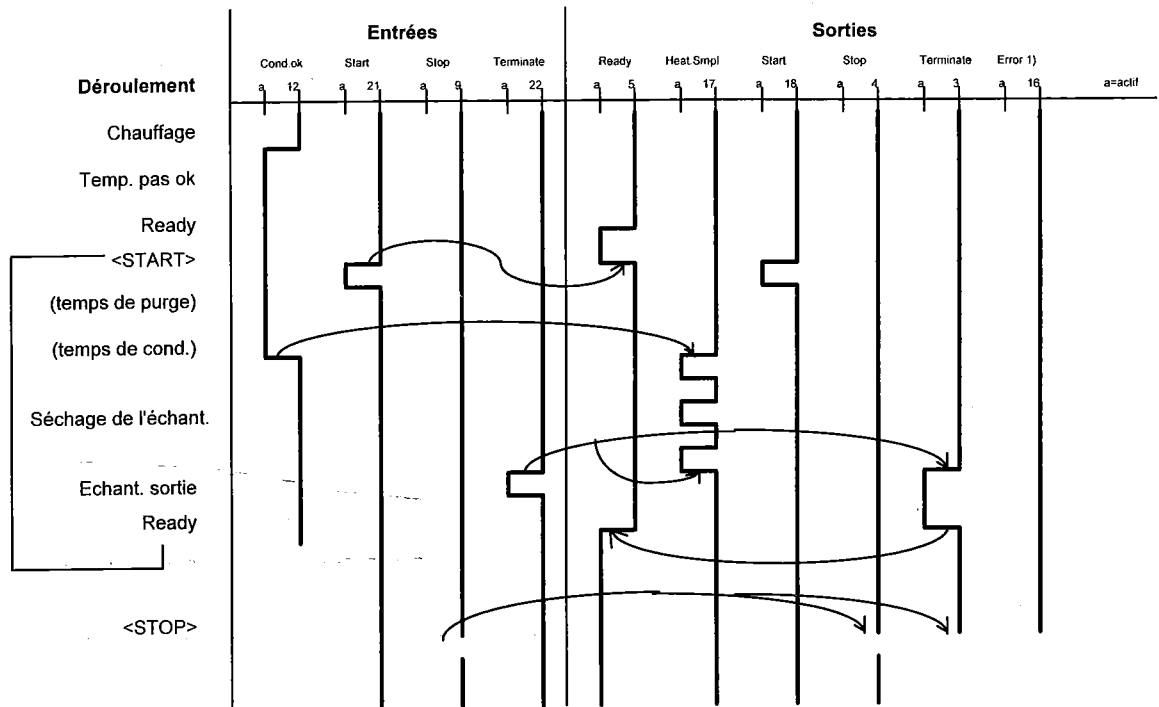 Entrées Sorties
Cond.ok Start Stop Terminate Ready Heat.Smpl Start Stop Terminate Error 1)
Déroulement a 12 a 21 a 9 a 22 a 5 a 17 a 18 a 4 a 3 a 16 a=actif
Chauffage
Temp. pas ok
Ready
<START>
(temps de purge)
(temps de cond.)
Séchage de l'échant.
Echant. sortie
Ready
<STOP>